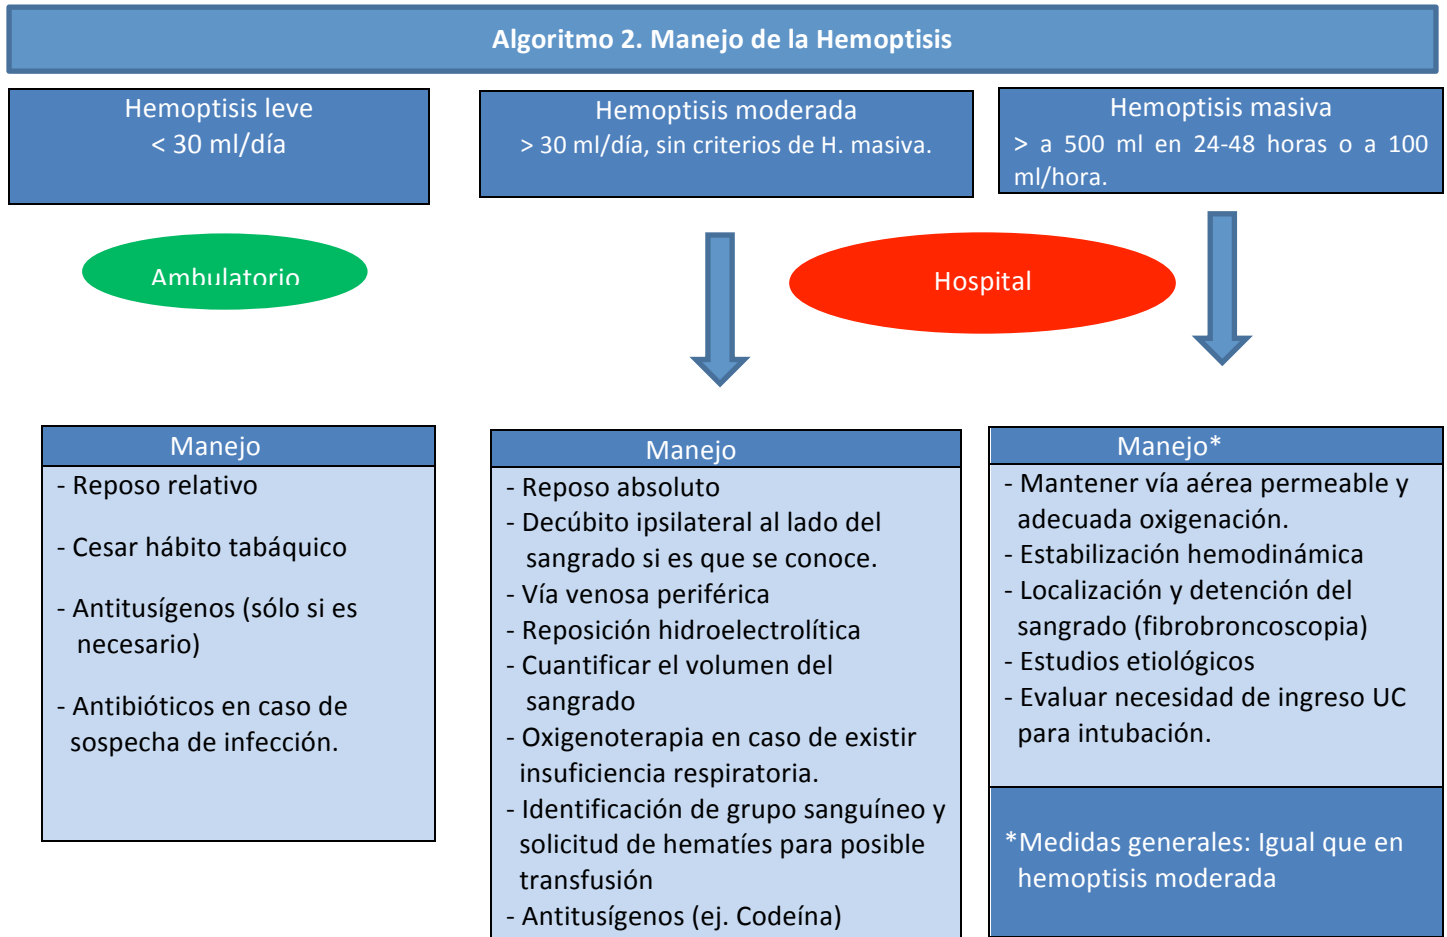 Algoritmo 2. Manejo de la Hemoptisis
Hemoptisis leve
< 30 ml/día
Hemoptisis moderada
> 30 ml/día, sin criterios de H. masiva.
Hemoptisis masiva
> a 500 ml en 24-48 horas o a 100
ml/hora.
Ambulatorio
Hospital
Manejo
- Reposo relativo
- Cesar hábito tabáquico
- Antitusígenos (sólo si es
necesario)
- Antibióticos en caso de
sospecha de infección.
Manejo
- Reposo absoluto
- Decúbito ipsilateral al lado del
sangrado si es que se conoce.
- Vía venosa periférica
- Reposición hidroelectrolítica
- Cuantificar el volumen del
sangrado
- Oxigenoterapia en caso de existir
insuficiencia respiratoria.
- Identificación de grupo sanguíneo y
solicitud de hematíes para posible
transfusión
- Antitusígenos (ej. Codeína)
Manejo*
- Mantener vía aérea permeable y
adecuada oxigenación.
- Estabilización hemodinámica
- Localización y detención del
sangrado (fibrobroncoscopia)
- Estudios etiológicos
- Evaluar necesidad de ingreso UC
para intubación.
*Medidas generales: Igual que en
hemoptisis moderada